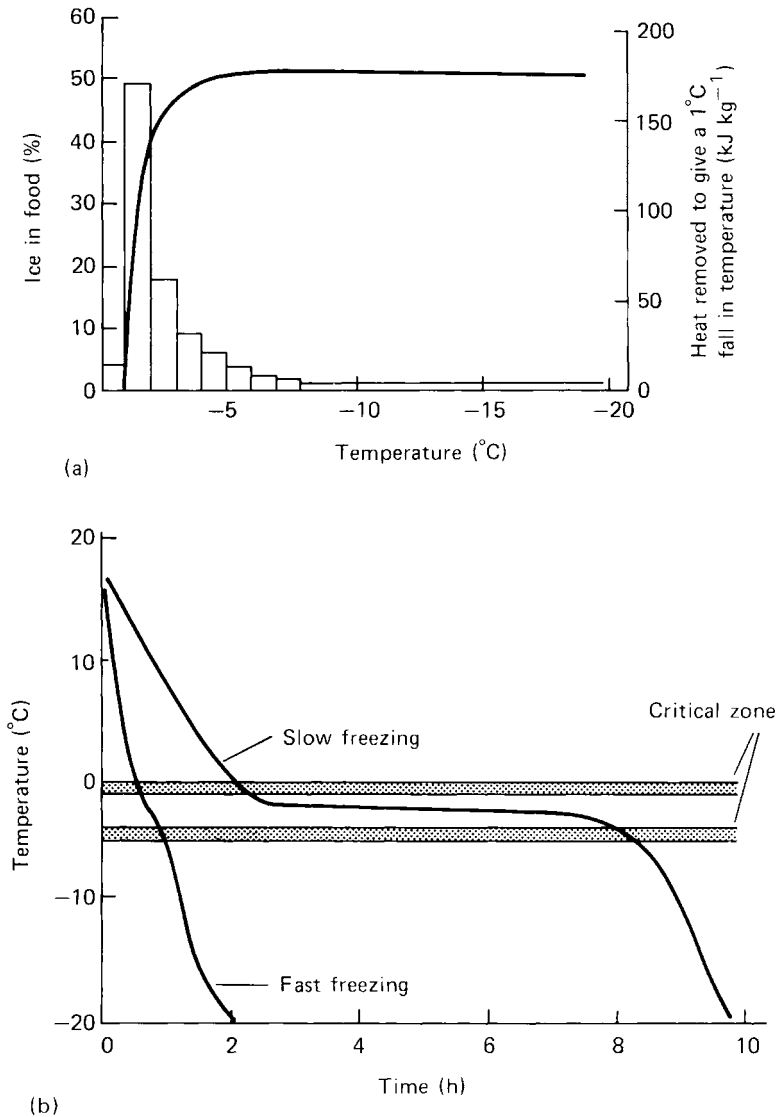 60
50
40
30
20
10
0
Ice in food (%)
200
150
100
50
0
Heat removed to give a 1°C
fall in temperature (kJ kg⁻¹)
−5
−10
−15
−20
Temperature (°C)
(a)
20
10
0
−10
−20
Temperature (°C)
Slow freezing
Critical zone
Fast freezing
0
2
4
6
8
10
Time (h)
(b)